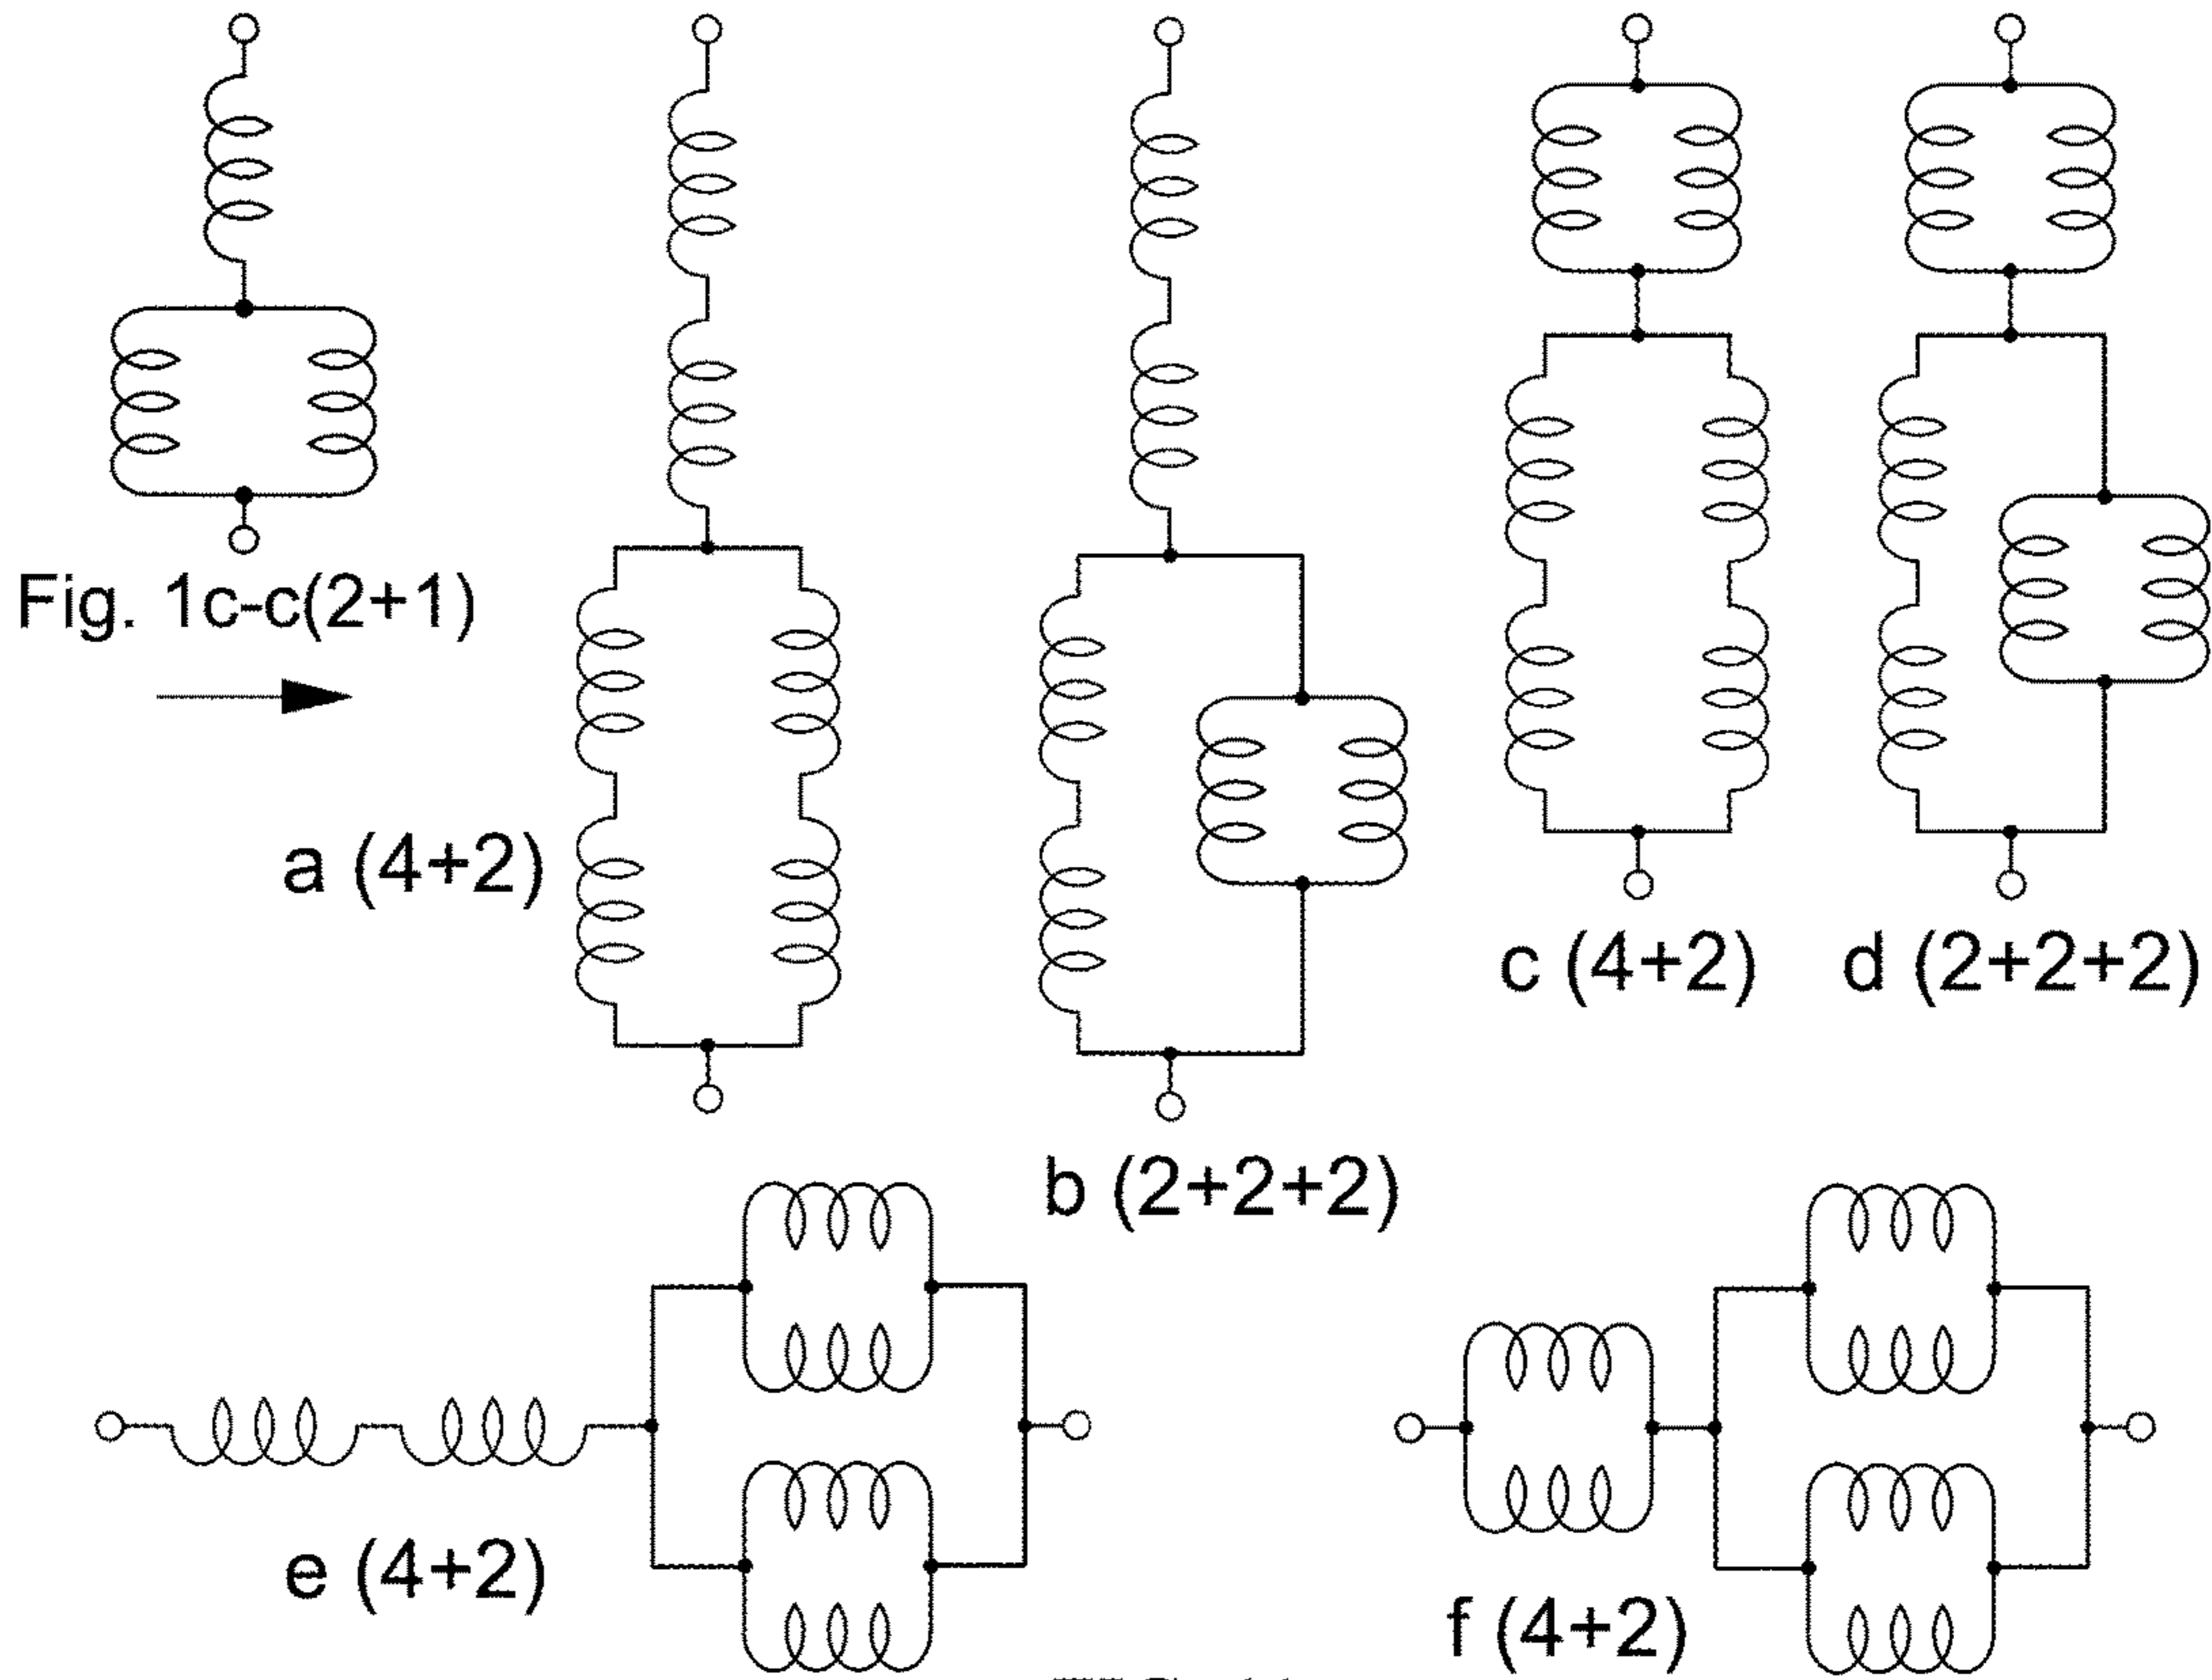 Fig. 1c-c(2+1)
a (4+2)
c (4+2)
d (2+2+2)
b (2+2+2)
e (4+2)
f (4+2)